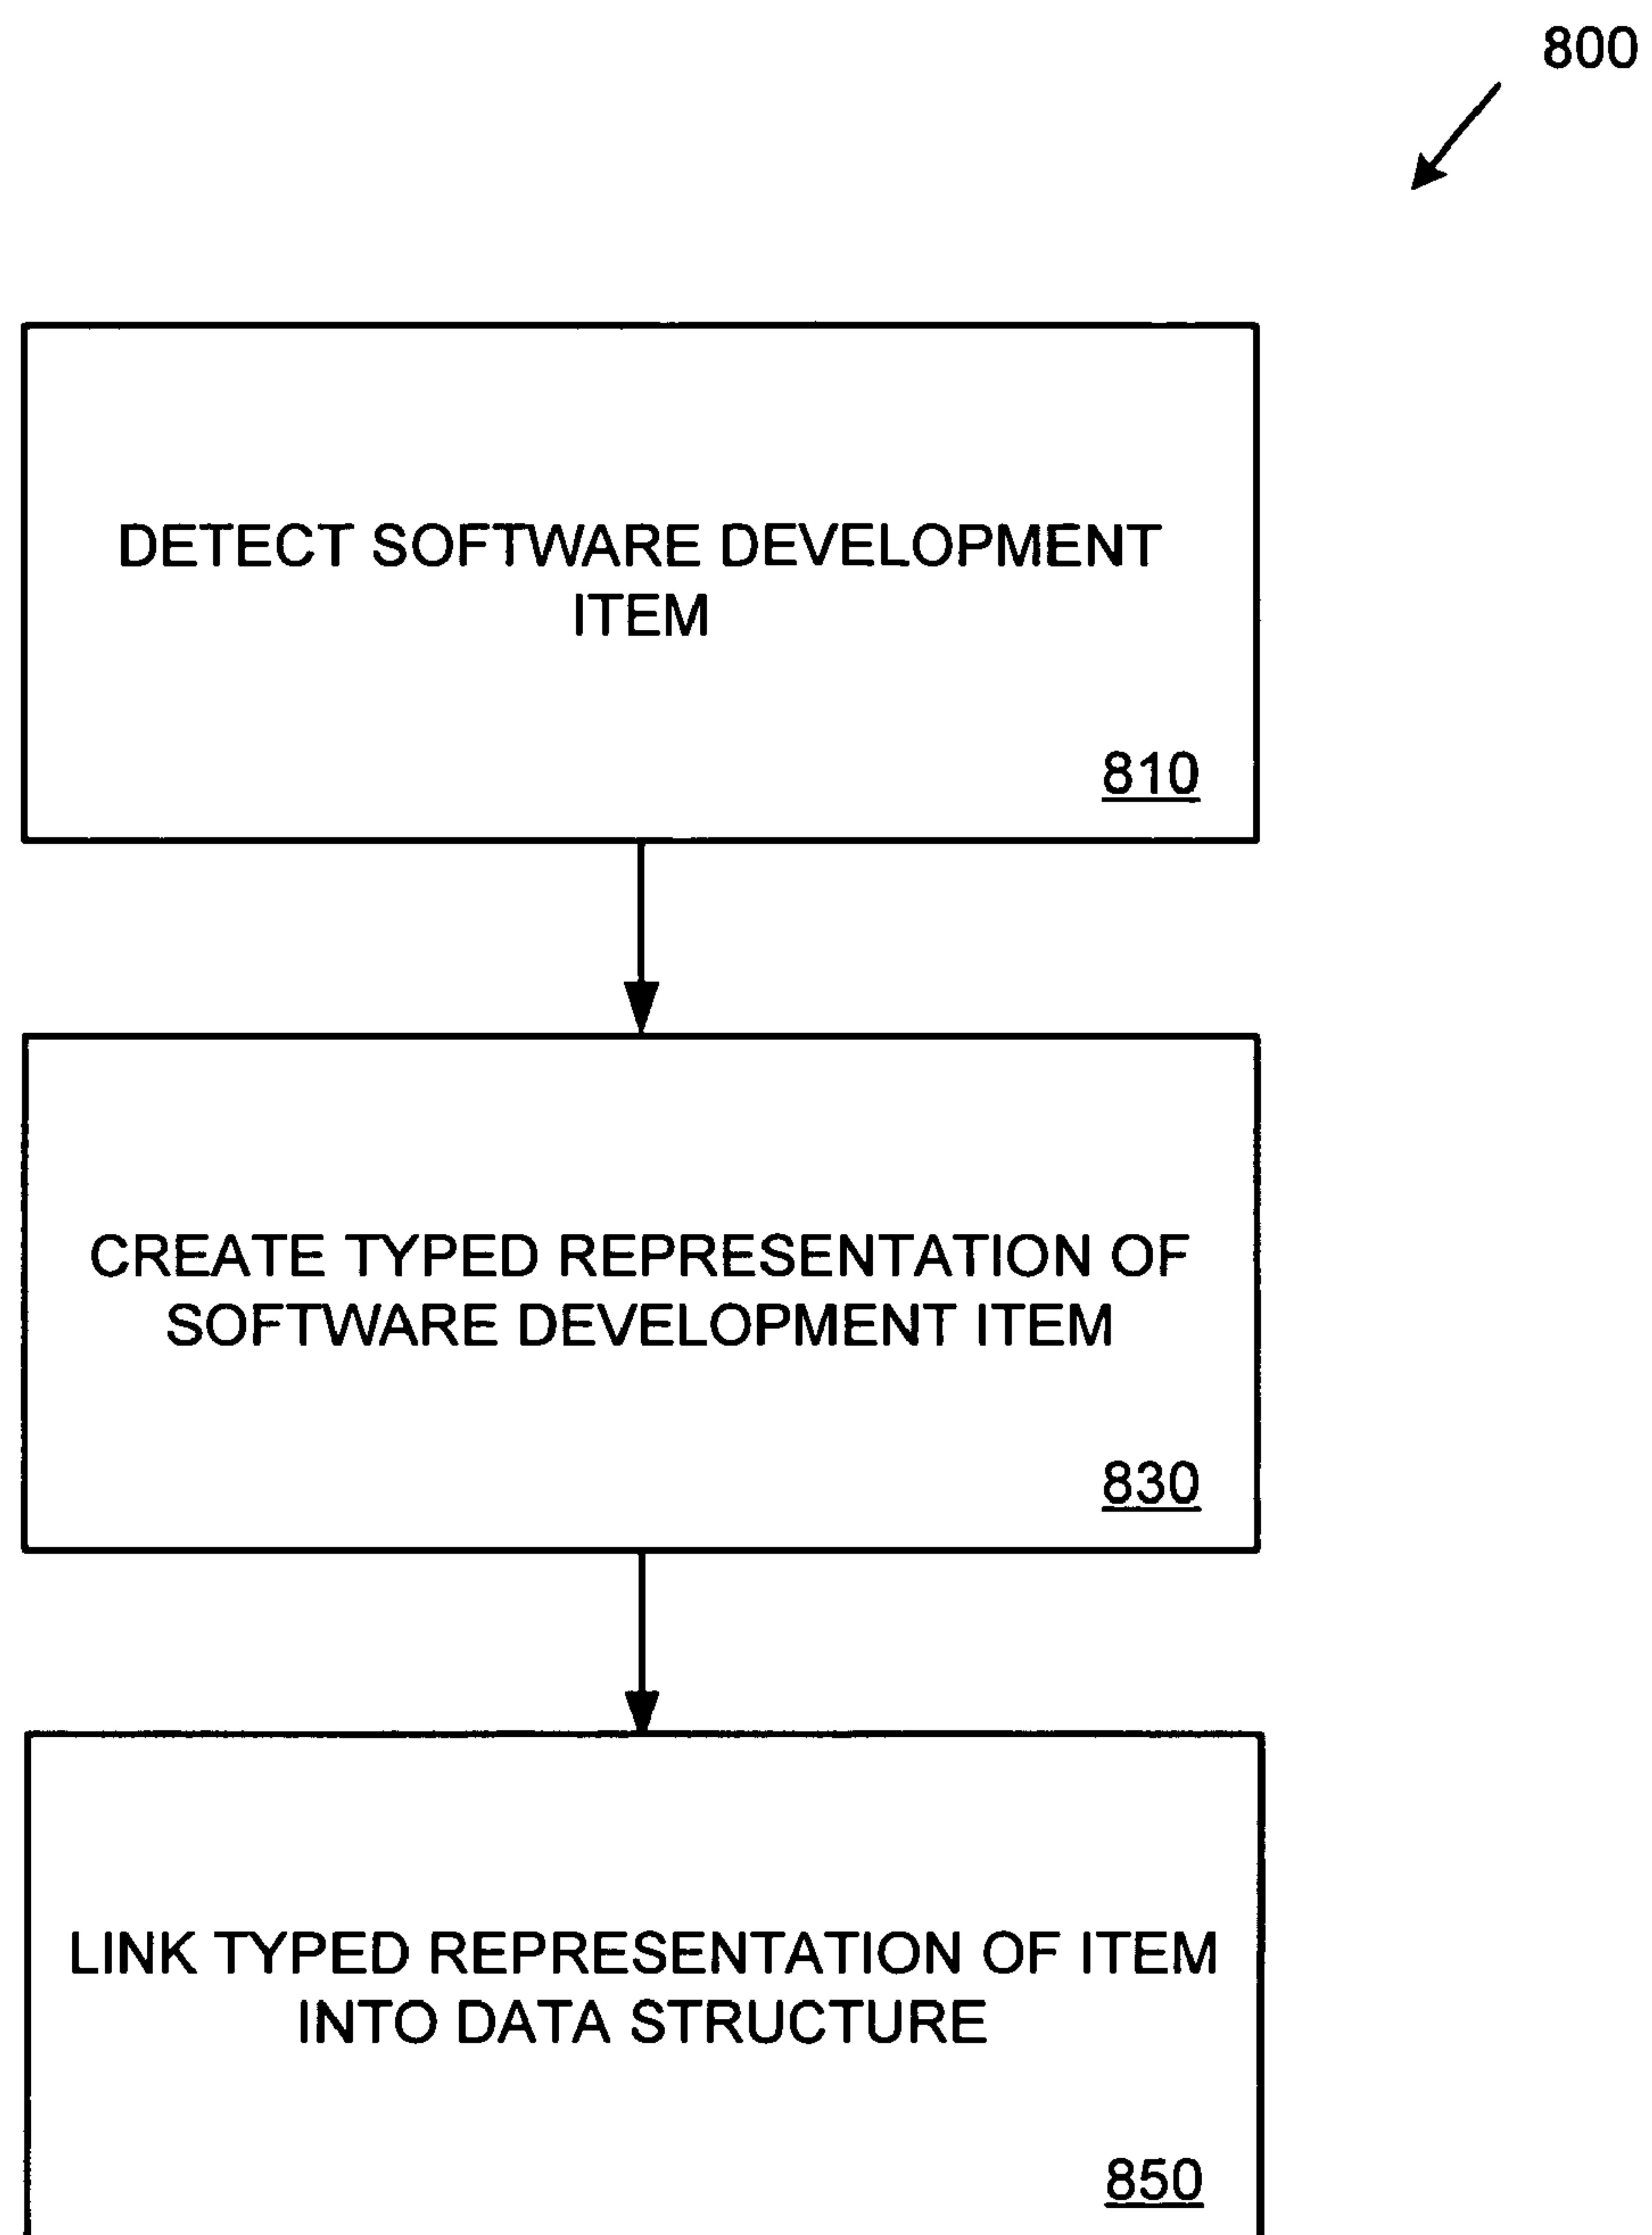 800
DETECT SOFTWARE DEVELOPMENT
ITEM
810
CREATE TYPED REPRESENTATION OF
SOFTWARE DEVELOPMENT ITEM
830
LINK TYPED REPRESENTATION OF ITEM
INTO DATA STRUCTURE
850